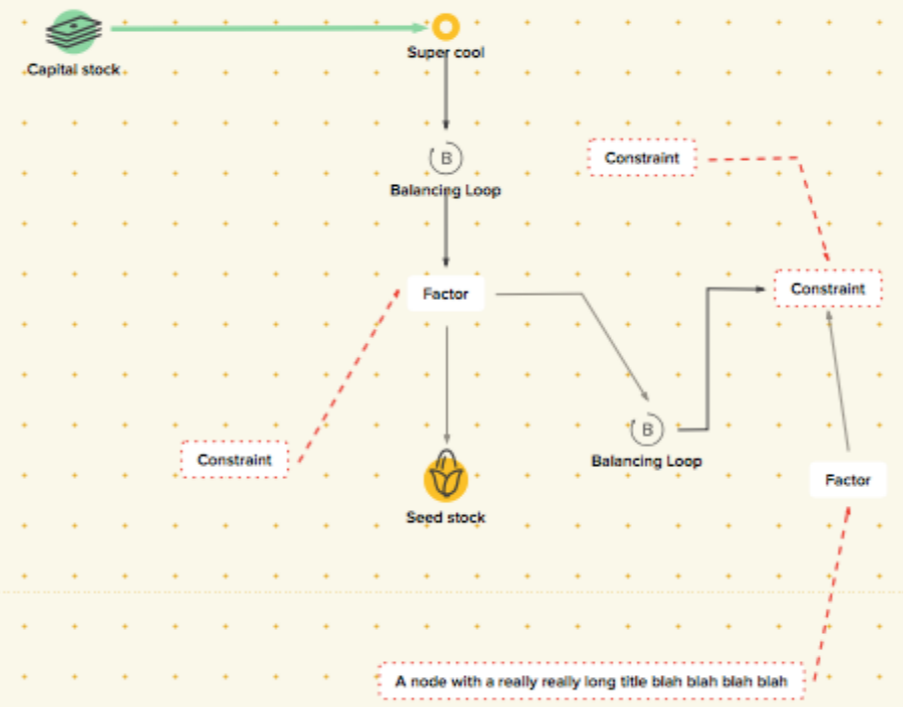 Super cool
Capital stock
B
Balancing Loop
Constraint
Factor
Constraint
B
Balancing Loop
Constraint
Factor
Seed stock
A node with a really really long title blah blah blah blah